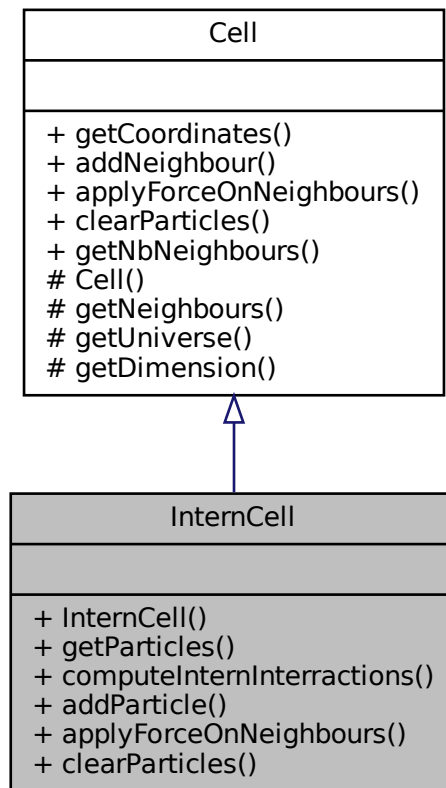 Cell
+ getCoordinates()
+ addNeighbour()
+ applyForceOnNeighbours()
+ clearParticles()
+ getNbNeighbours()
# Cell()
# getNeighbours()
# getUniverse()
# getDimension()
InternCell
+ InternCell()
+ getParticles()
+ computeInternInterractions()
+ addParticle()
+ applyForceOnNeighbours()
+ clearParticles()